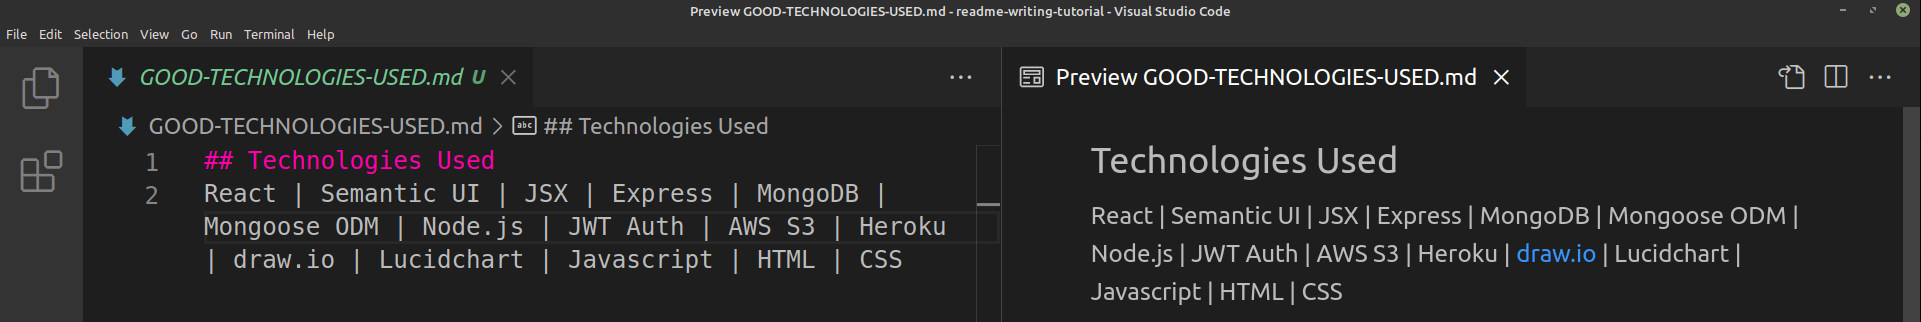 Preview GOOD-TECHNOLOGIES-USED.md - readme-writing-tutorial - Visual Studio Code
File Edit Selection View Go Run Terminal Help
GOOD-TECHNOLOGIES-USED.md U
Preview GOOD-TECHNOLOGIES-USED.md
GOOD-TECHNOLOGIES-USED.md > abc ## Technologies Used
1 ## Technologies Used
2 React | Semantic UI | JSX | Express | MongoDB |
Mongoose ODM | Node.js | JWT Auth | AWS S3 | Heroku
| draw.io | Lucidchart | Javascript | HTML | CSS
Technologies Used
React | Semantic UI | JSX | Express | MongoDB | Mongoose ODM |
Node.js | JWT Auth | AWS S3 | Heroku | draw.io | Lucidchart |
Javascript | HTML | CSS